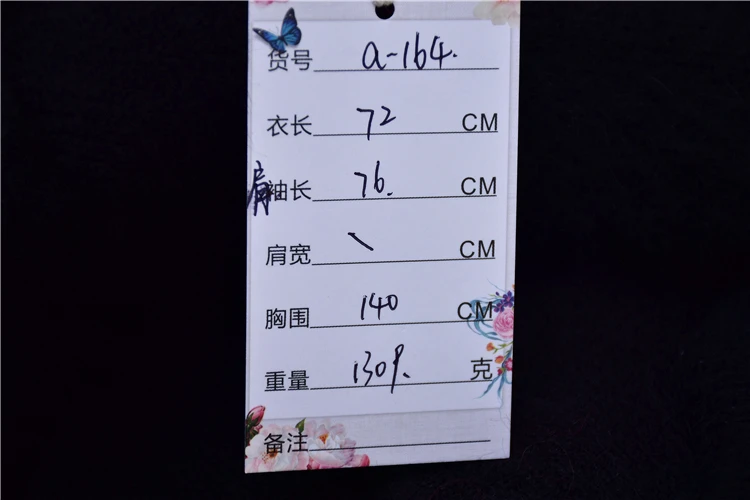 货号 a-164.
衣长 72 CM
肩袖长 76. CM
肩宽 \ CM
胸围 140 CM
重量 1309. 克
备注